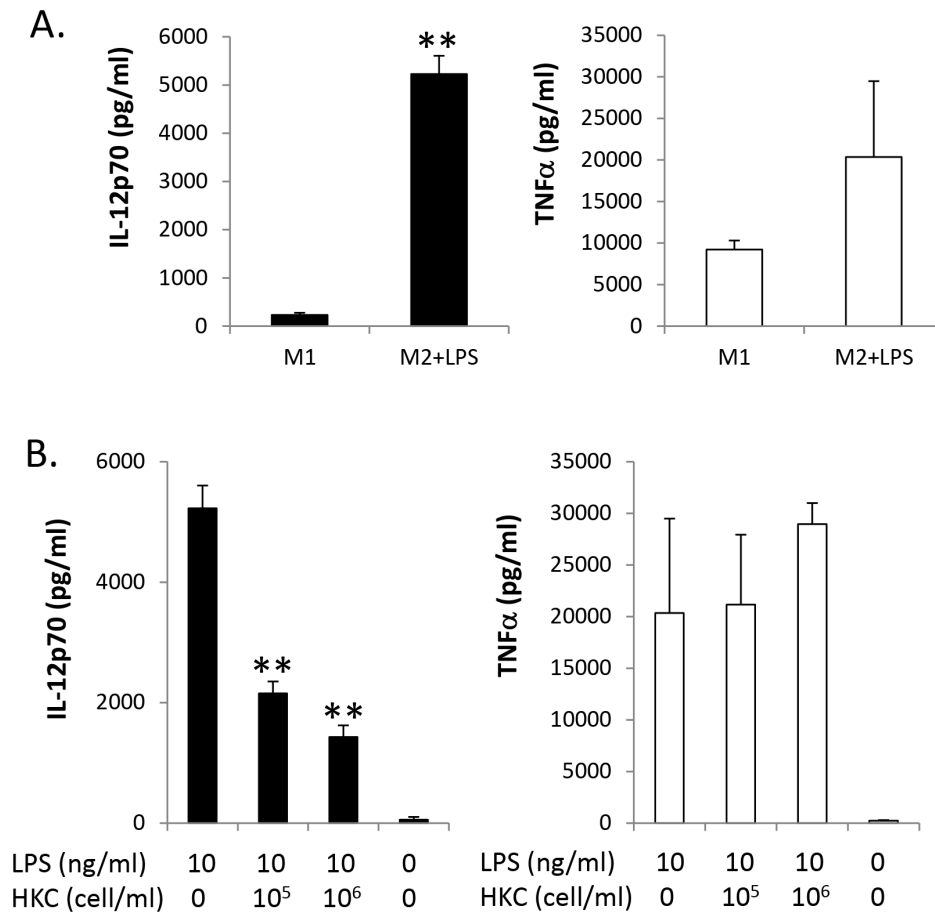 A.
IL-12p70 (pg/ml)
6000
5000
4000
3000
2000
1000
0
**
M1 M2+LPS
TNFα (pg/ml)
35000
30000
25000
20000
15000
10000
5000
0
M1 M2+LPS
B.
IL-12p70 (pg/ml)
6000
4000
2000
0
**
**
LPS (ng/ml) 10 10 10 0
HKC (cell/ml) 0 10⁵ 10⁶ 0
TNFα (pg/ml)
35000
30000
25000
20000
15000
10000
5000
0
LPS (ng/ml) 10 10 10 0
HKC (cell/ml) 0 10⁵ 10⁶ 0